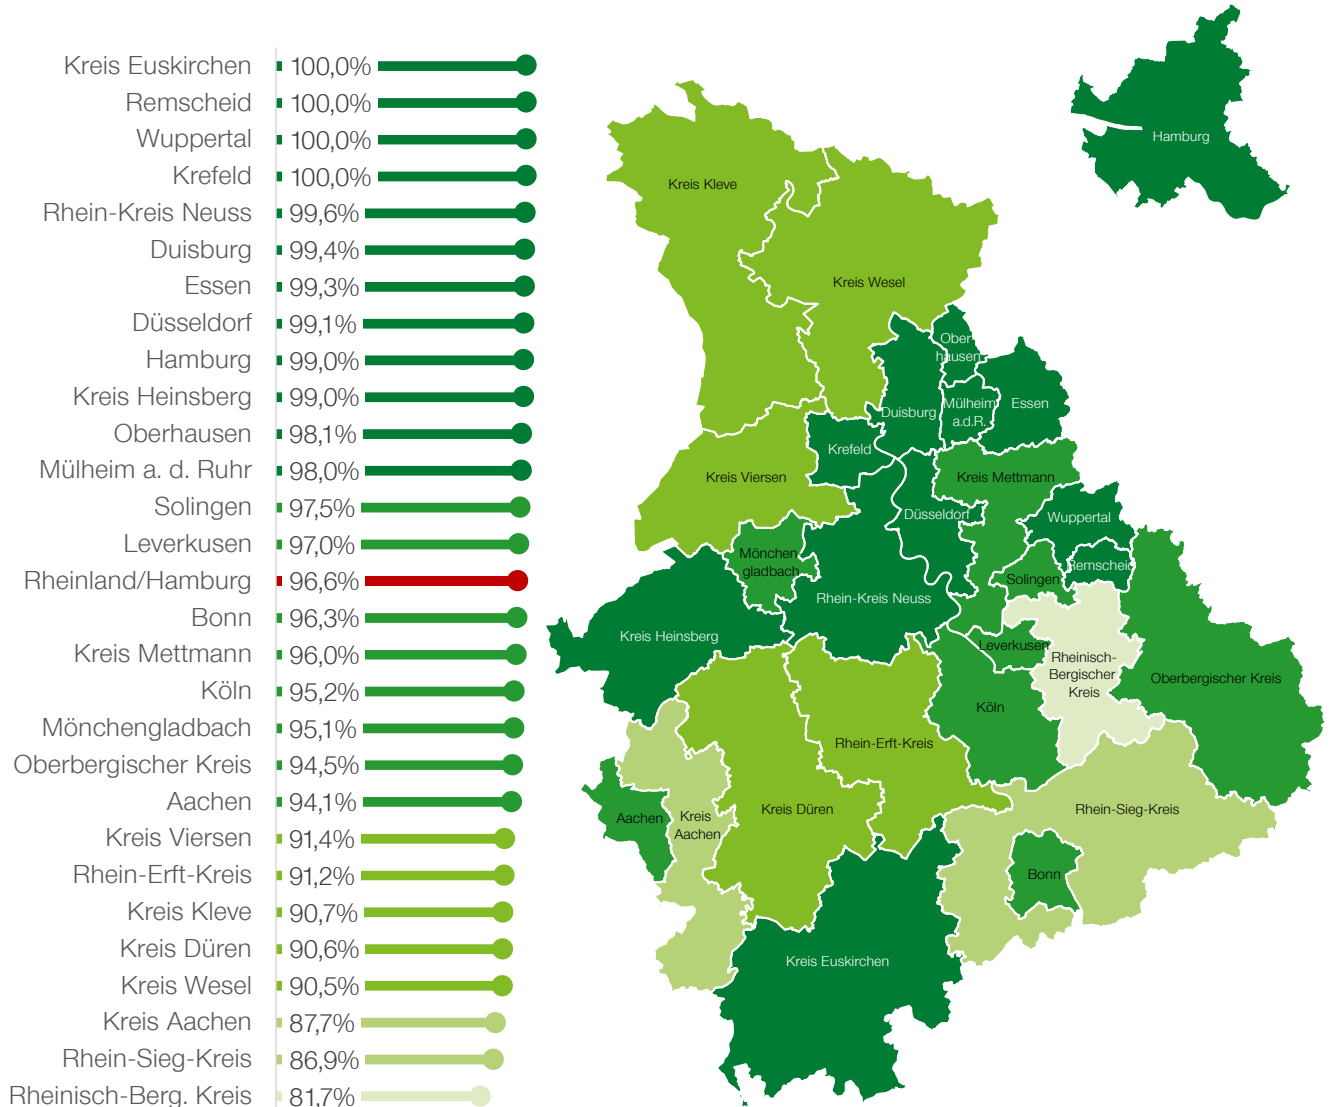 Kreis Euskirchen 100,0%
Remscheid 100,0%
Wuppertal 100,0%
Krefeld 100,0%
Rhein-Kreis Neuss 99,6%
Duisburg 99,4%
Essen 99,3%
Düsseldorf 99,1%
Hamburg 99,0%
Kreis Heinsberg 99,0%
Oberhausen 98,1%
Mülheim a. d. Ruhr 98,0%
Solingen 97,5%
Leverkusen 97,0%
Rheinland/Hamburg 96,6%
Bonn 96,3%
Kreis Mettmann 96,0%
Köln 95,2%
Mönchengladbach 95,1%
Oberbergischer Kreis 94,5%
Aachen 94,1%
Kreis Viersen 91,4%
Rhein-Erft-Kreis 91,2%
Kreis Kleve 90,7%
Kreis Düren 90,6%
Kreis Wesel 90,5%
Kreis Aachen 87,7%
Rhein-Sieg-Kreis 86,9%
Rheinisch-Berg. Kreis 81,7%
Hamburg
Kreis Kleve
Kreis Wesel
Ober
hausen
Duisburg
Mülheim
a.d.R.
Essen
Krefeld
Kreis Viersen
Kreis Mettmann
Düsseldorf
Wuppertal
Mönchen
gladbach
Remscheid
Solingen
Rhein-Kreis Neuss
Kreis Heinsberg
Leverkusen
Rheinisch-
Bergischer
Kreis
Oberbergischer Kreis
Köln
Rhein-Erft-Kreis
Kreis Düren
Rhein-Sieg-Kreis
Aachen
Kreis
Aachen
Bonn
Kreis Euskirchen